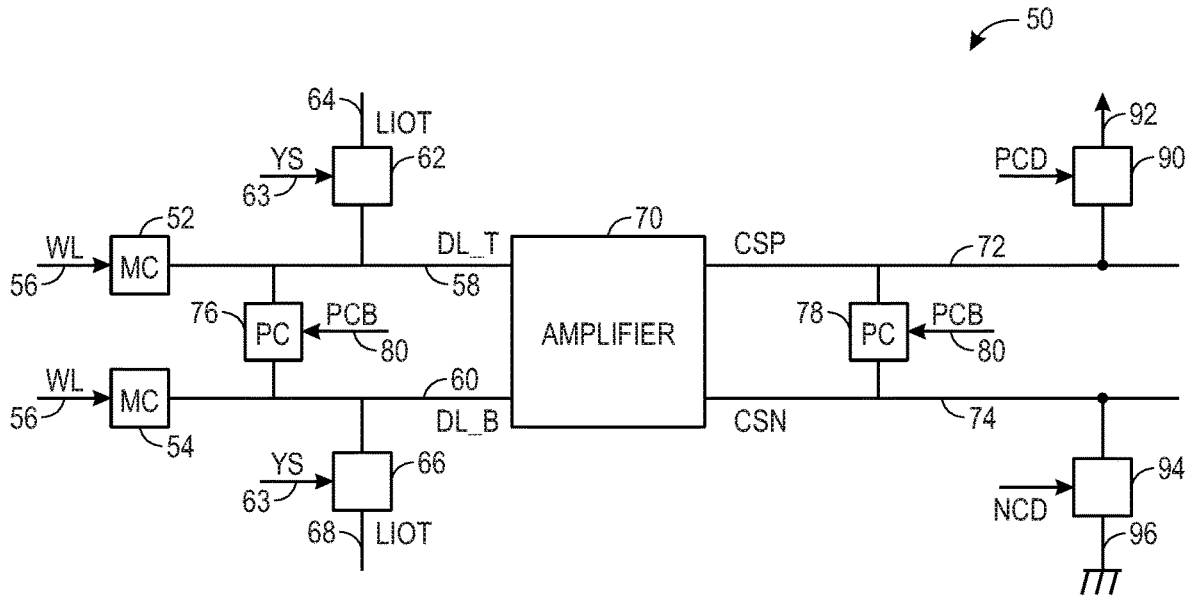 50
64
LIOT
92
YS
62
PCD
90
63
52
70
WL
MC
DL_T
CSP
72
56
58
76
PC
PCB
AMPLIFIER
78
PC
PCB
80
80
WL
MC
60
56
DL_B
CSN
74
54
YS
66
94
63
NCD
68
LIOT
96